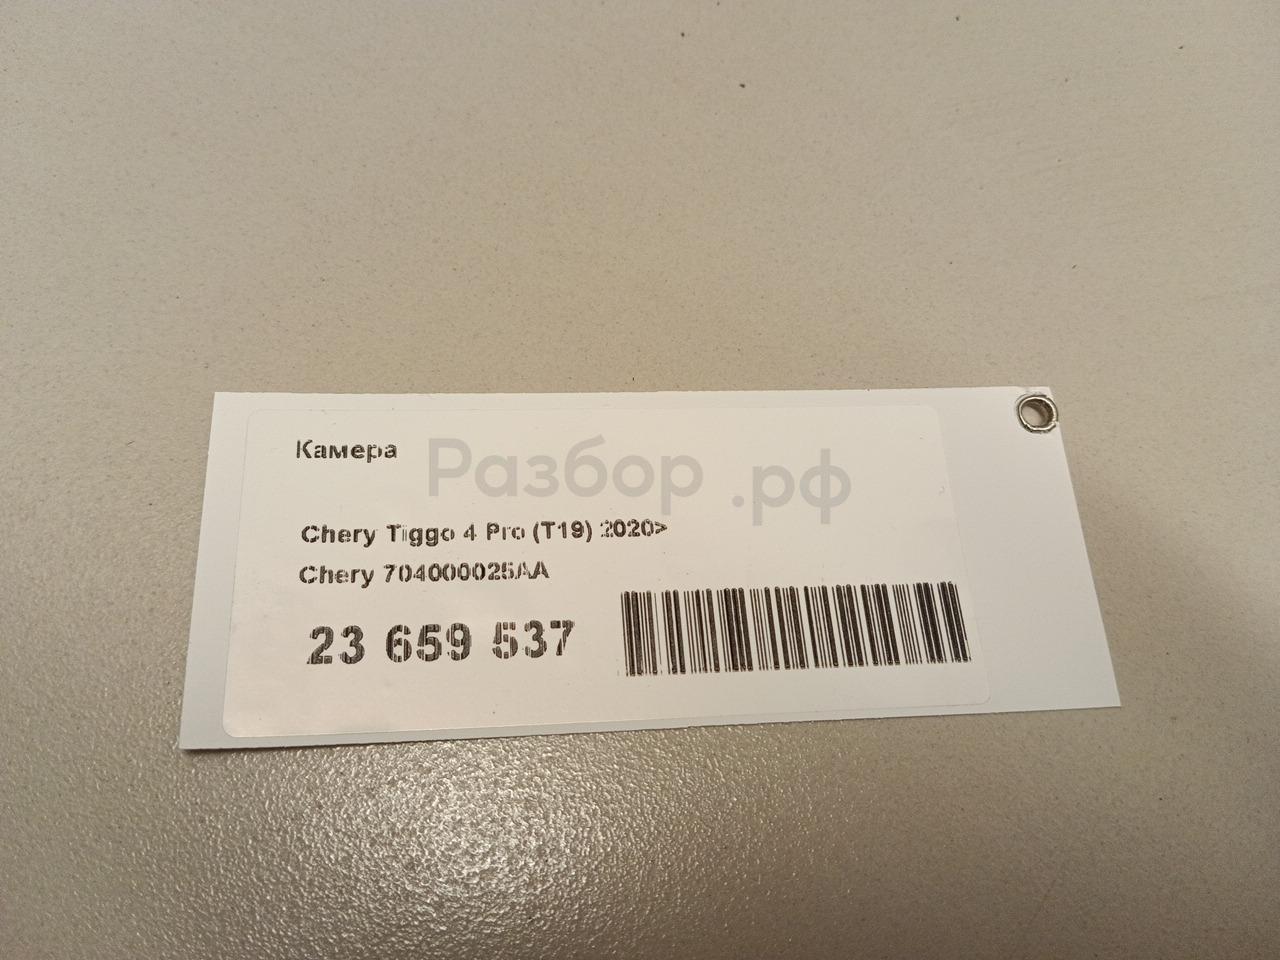 Камера
Разбор.рф
Chery Tiggo 4 Pro (T19) 2020>
Chery 704000025AA
23 659 537